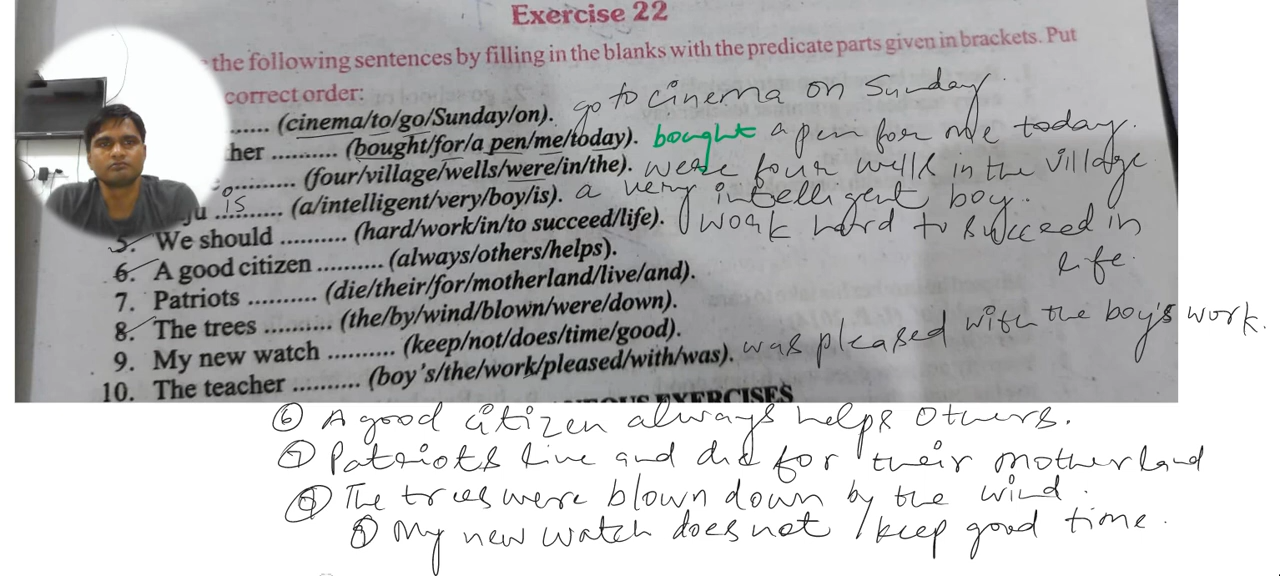 Exercise 22
the following sentences by filling in the blanks with the predicate parts given in brackets. Put
correct order:
...... (cinema/to/go/Sunday/on). go to cinema on Sunday
her .......... (bought/for/a pen/me/today). bought a pen for me today.
.......... (four/village/wells/were/in/the). were four wells in the village
ju is .......... (a/intelligent/very/boy/is). a very intelligent boy.
5. We should .......... (hard/work/in/to succeed/life). work hard to succeed in
life.
6. A good citizen .......... (always/others/helps).
7. Patriots .......... (die/their/for/motherland/live/and).
8. The trees .......... (the/by/wind/blown/were/down).
9. My new watch .......... (keep/not/does/time/good).
10. The teacher .......... (boy's/the/work/pleased/with/was). was pleased with the boy's work.
EXERCISES
⑥ A good citizen always helps others.
⑦ Patriots live and die for their motherland
The trees were blown down by the wind.
My new watch does not keep good time.